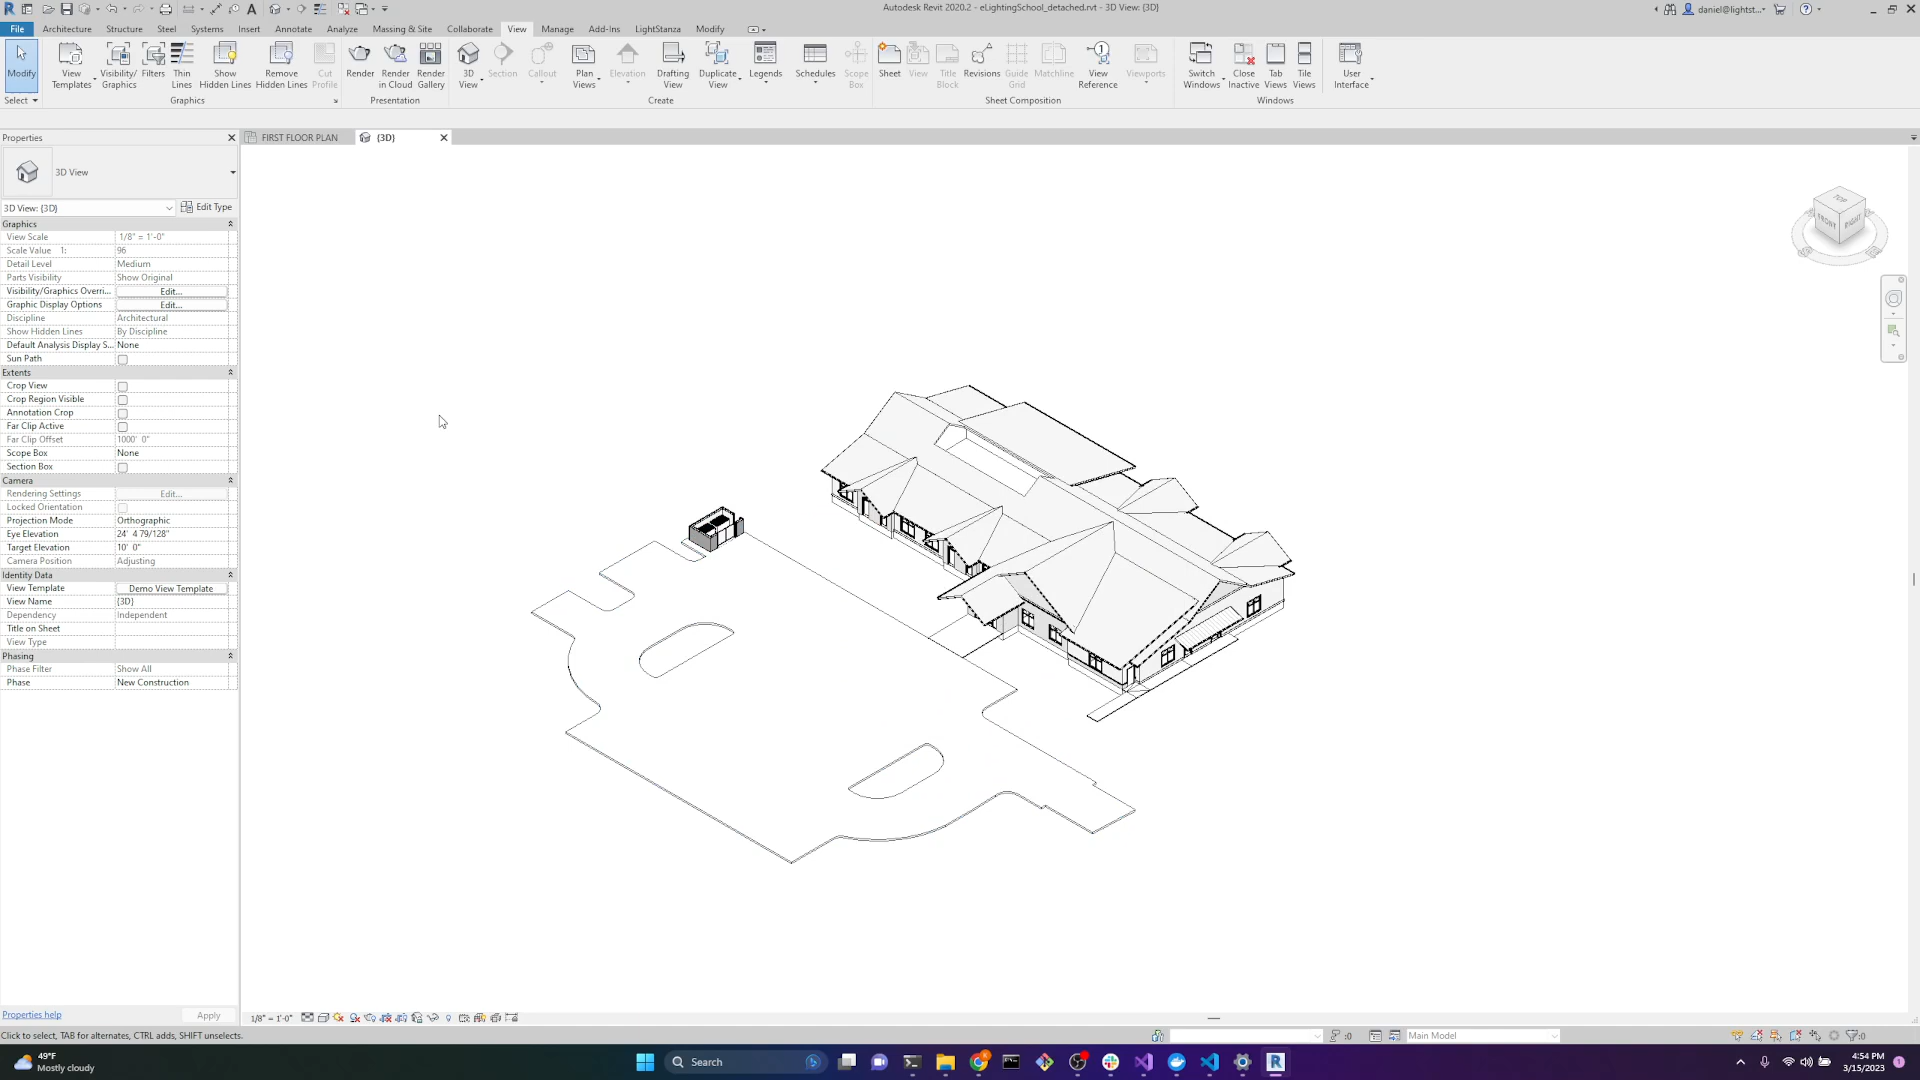 Autodesk Revit 2020.2 - eLightingSchool_detached.rvt - 3D View: {3D}
daniel@lightst...
File Architecture Structure Steel Systems Insert Annotate Analyze Massing & Site Collaborate View Manage Add-Ins LightStanza Modify
Modify
View Templates
Visibility/ Graphics
Filters
Thin Lines
Show Hidden Lines
Remove Hidden Lines
Cut Profile
Render
Render in Cloud
Render Gallery
3D View
Section
Callout
Plan Views
Elevation
Drafting View
Duplicate View
Legends
Schedules
Scope Box
Sheet
View
Title Block
Revisions
Guide Grid
Matchline
View Reference
Viewports
Switch Windows
Close Inactive
Tab Views
Tile Views
User Interface
Select Graphics Presentation Create Sheet Composition Windows
Properties
FIRST FLOOR PLAN
{3D}
3D View
3D View: {3D} Edit Type
Graphics
View Scale 1/8" = 1'-0"
Scale Value 1: 96
Detail Level Medium
Parts Visibility Show Original
Visibility/Graphics Overri... Edit...
Graphic Display Options Edit...
Discipline Architectural
Show Hidden Lines By Discipline
Default Analysis Display S... None
Sun Path
Extents
Crop View
Crop Region Visible
Annotation Crop
Far Clip Active
Far Clip Offset 1000' 0"
Scope Box None
Section Box
Camera
Rendering Settings Edit...
Locked Orientation
Projection Mode Orthographic
Eye Elevation 24' 4 79/128"
Target Elevation 10' 0"
Camera Position Adjusting
Identity Data
View Template Demo View Template
View Name {3D}
Dependency Independent
Title on Sheet
View Type
Phasing
Phase Filter Show All
Phase New Construction
TOP
FRONT
RIGHT
Properties help Apply
1/8" = 1'-0"
Click to select, TAB for alternates, CTRL adds, SHIFT unselects.
:0
Main Model
:0
49°F
Mostly cloudy
Search
4:54 PM
3/15/2023